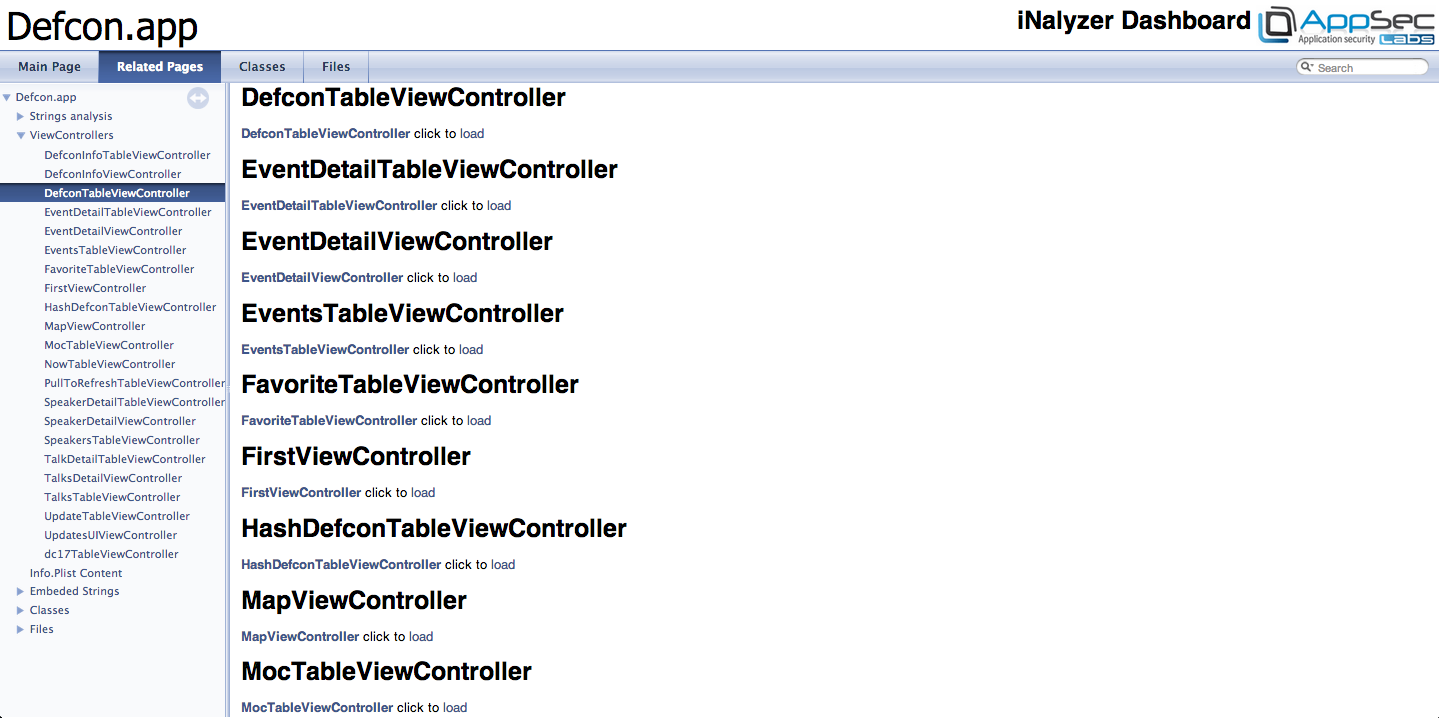 Defcon.app
iNalyzer Dashboard
AppSec
Application security Labs
Main Page
Related Pages
Classes
Files
Search
Defcon.app
Strings analysis
ViewControllers
DefconInfoTableViewController
DefconInfoViewController
DefconTableViewController
EventDetailTableViewController
EventDetailViewController
EventsTableViewController
FavoriteTableViewController
FirstViewController
HashDefconTableViewController
MapViewController
MocTableViewController
NowTableViewController
PullToRefreshTableViewController
SpeakerDetailTableViewController
SpeakerDetailViewController
SpeakersTableViewController
TalkDetailTableViewController
TalksDetailViewController
TalksTableViewController
UpdateTableViewController
UpdatesUIViewController
dc17TableViewController
Info.Plist Content
Embeded Strings
Classes
Files
DefconTableViewController
DefconTableViewController click to load
EventDetailTableViewController
EventDetailTableViewController click to load
EventDetailViewController
EventDetailViewController click to load
EventsTableViewController
EventsTableViewController click to load
FavoriteTableViewController
FavoriteTableViewController click to load
FirstViewController
FirstViewController click to load
HashDefconTableViewController
HashDefconTableViewController click to load
MapViewController
MapViewController click to load
MocTableViewController
MocTableViewController click to load